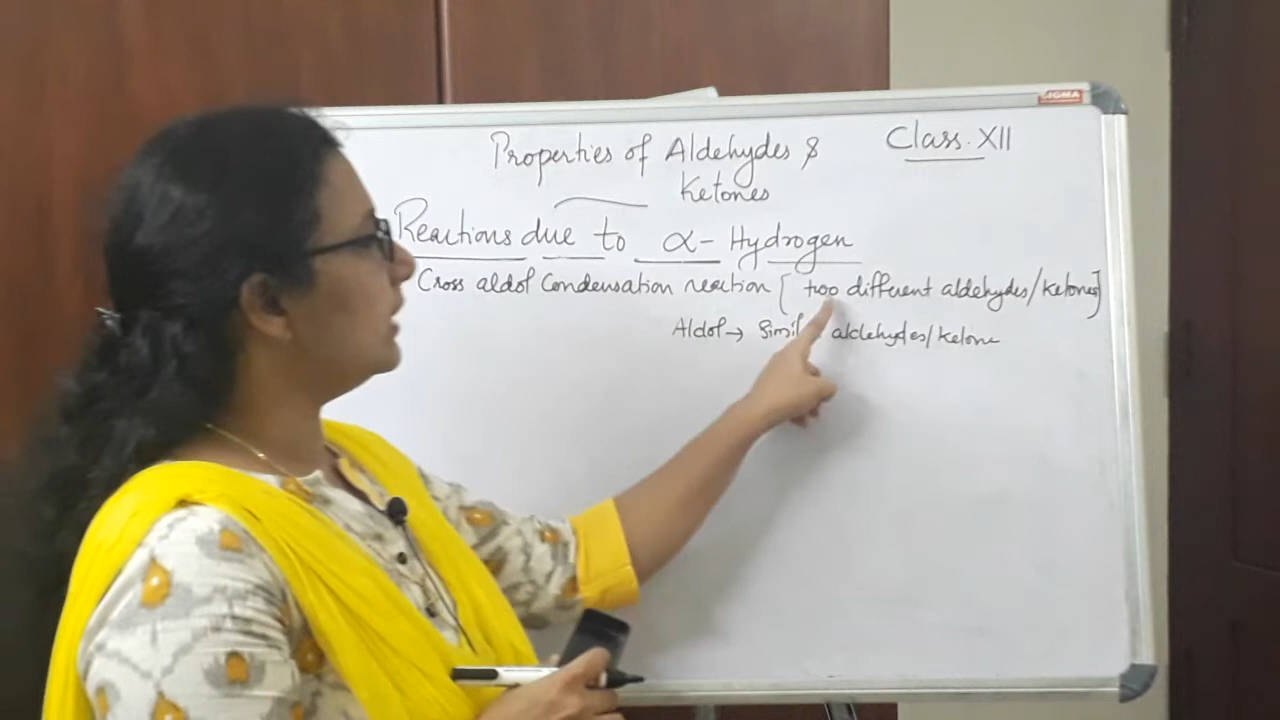 SIGMA
Properties of Aldehydes &
Ketones
Class. XII
Reactions due to α- Hydrogen
Cross aldol Condensation reaction [ two different aldehydes/Ketones]
Aldol → aldehydes/Ketone